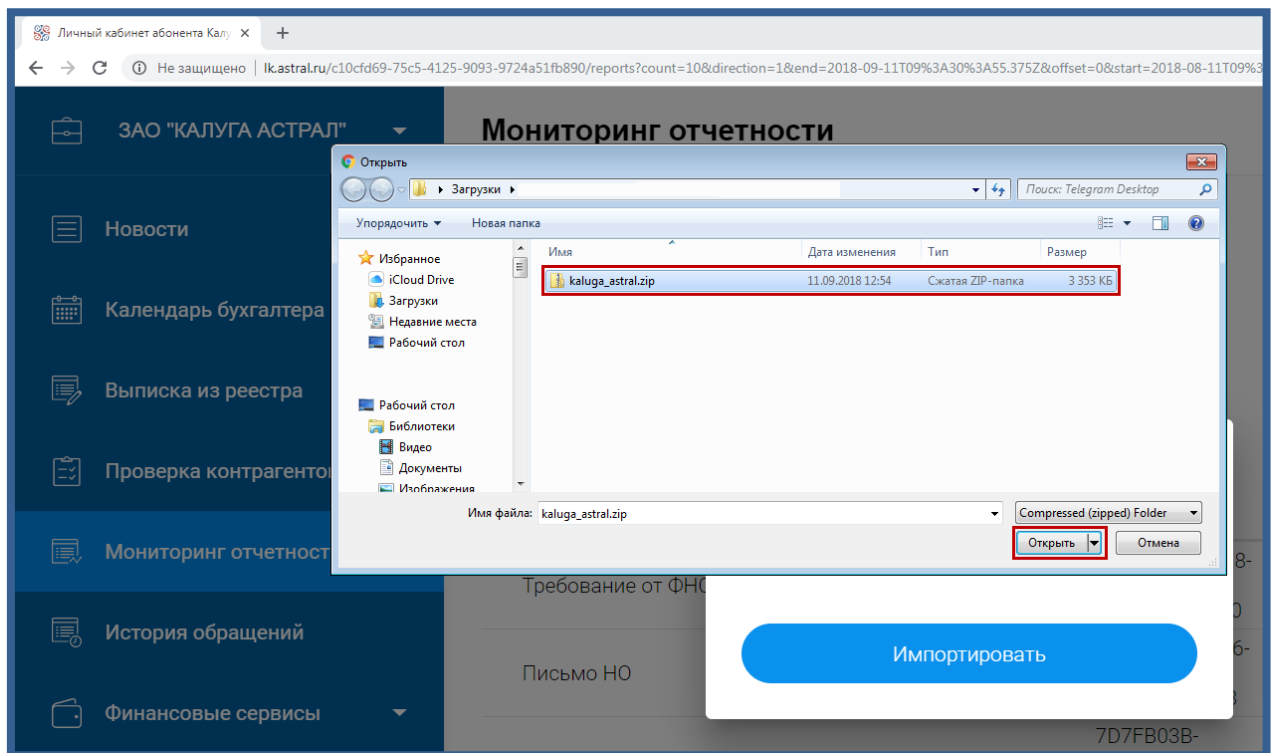 Личный кабинет абонента Калу
Не защищено | lk.astral.ru/c10cfd69-75c5-4125-9093-9724a51fb890/reports?count=10&direction=1&end=2018-09-11T09%3A30%3A55.375Z&offset=0&start=2018-08-11T09%3
ЗАО "КАЛУГА АСТРАЛ"
Мониторинг отчетности
Новости
Календарь бухгалтера
Выписка из реестра
Проверка контрагентов
Мониторинг отчетност
История обращений
Финансовые сервисы
Открыть
Загрузки
Поиск: Telegram Desktop
Упорядочить
Новая папка
Имя Дата изменения Тип Размер
kaluga_astral.zip 11.09.2018 12:54 Сжатая ZIP-папка 3 353 КБ
Избранное
iCloud Drive
Загрузки
Недавние места
Рабочий стол
Рабочий стол
Библиотеки
Видео
Документы
Изображения
Имя файла: kaluga_astral.zip
Compressed (zipped) Folder
Открыть Отмена
Требование от ФНС
8-
0
Импортировать
6-
Письмо НО
7D7FB03B-